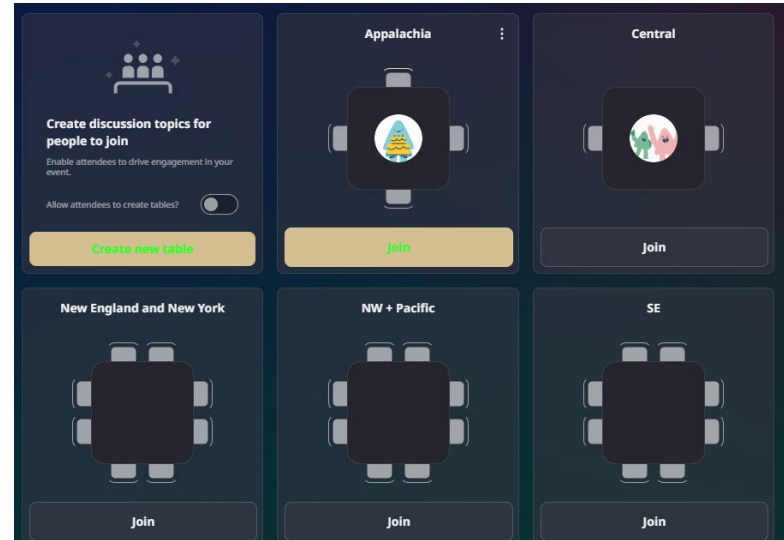 Create discussion topics for
people to join
Enable attendees to drive engagement in your
event.
Allow attendees to create tables?
Create new table
Appalachia
Join
Central
Join
New England and New York
Join
NW + Pacific
Join
SE
Join